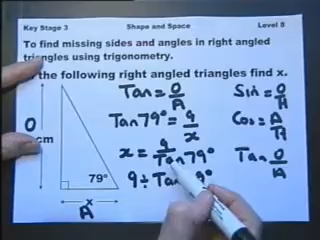 Key Stage 3 Shape and Space Level 8
To find missing sides and angles in right angled
triangles using trigonometry.
the following right angled triangles find x.
Tan = O/A Sin = O/H
Tan 79° = 9/x Cos = A/H
O cm
x = 9/Tan 79° Tan O/A
79° 9 ÷ Tan 9°
x
A